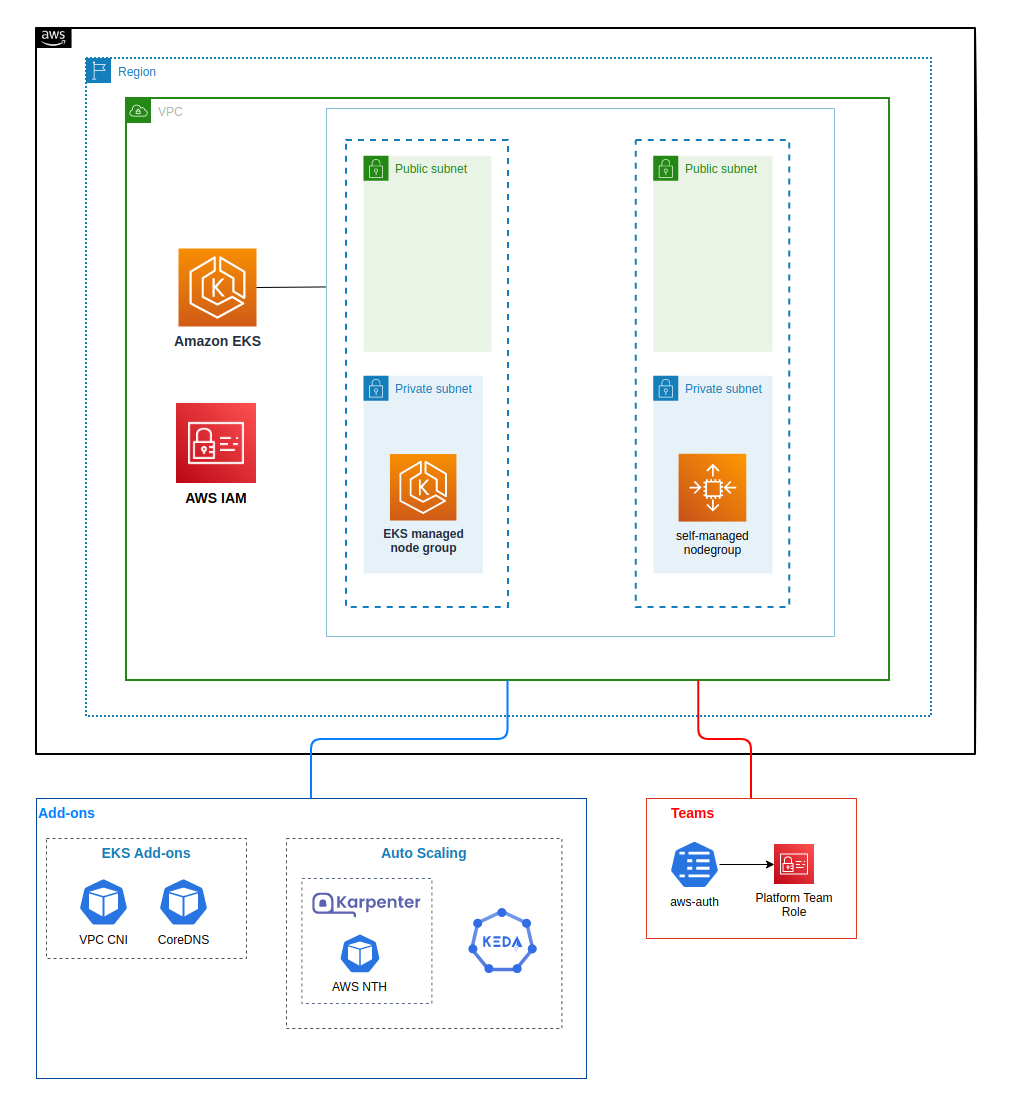 aws
Region
VPC
Public subnet
Public subnet
Amazon EKS
Private subnet
Private subnet
AWS IAM
EKS managed
node group
self-managed
nodegroup
Add-ons
EKS Add-ons
VPC CNI
CoreDNS
Auto Scaling
Karpenter
AWS NTH
KEDA
Teams
aws-auth
Platform Team
Role